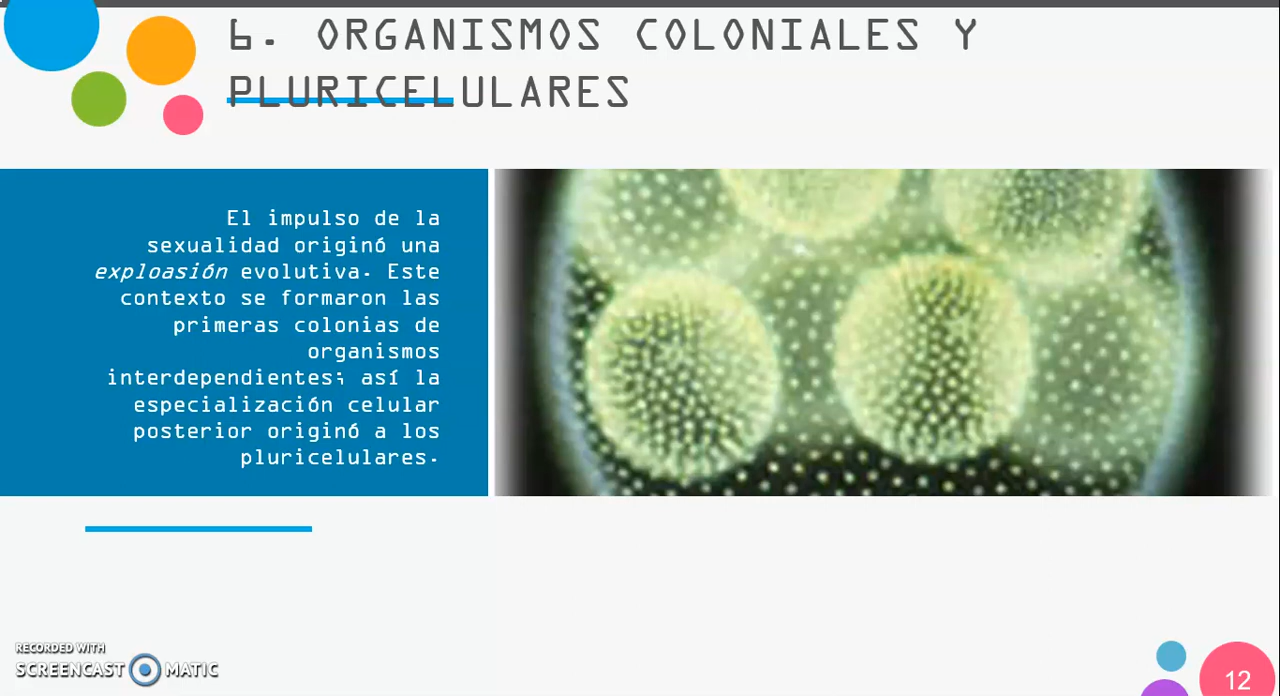 6. ORGANISMOS COLONIALES Y
PLURICELULARES
El impulso de la
sexualidad originó una
exploasión evolutiva. Este
contexto se formaron las
primeras colonias de
organismos
interdependientes; así la
especialización celular
posterior originó a los
pluricelulares.
RECORDED WITH
SCREENCAST MATIC
12